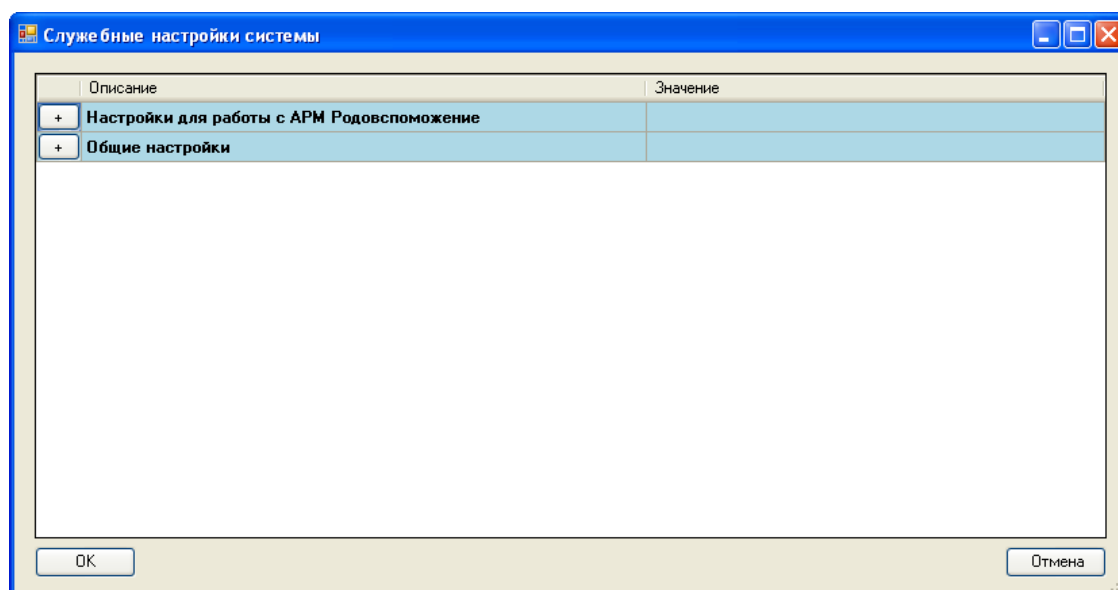 Служебные настройки системы
Описание Значение
+ Настройки для работы с АРМ Родовспоможение
+ Общие настройки
OK Отмена